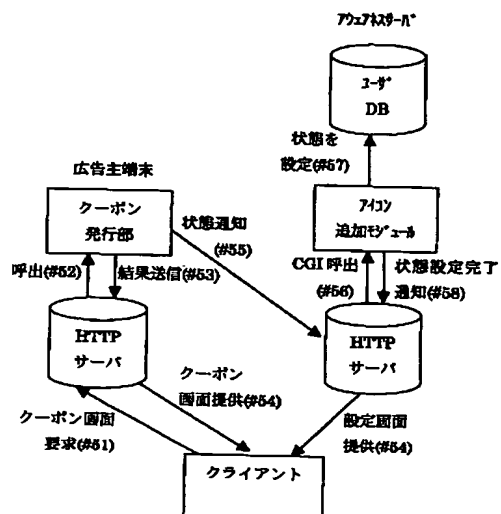 ｱｳｪｱﾈｽｻｰﾊﾞ
ﾕｰｻﾞ
DB
状態を
設定(#57)
広告主端末
クーポン
発行部
状態通知
(#55)
ｱｲｺﾝ
追加ﾓｼﾞｭｰﾙ
呼出(#52)
結果送信(#53)
CGI 呼出
(#56)
状態設定完了
通知(#58)
HTTP
サーバ
HTTP
サーバ
クーポン
画面提供(#54)
クーポン画面
要求(#51)
設定画面
提供(#54)
クライアント